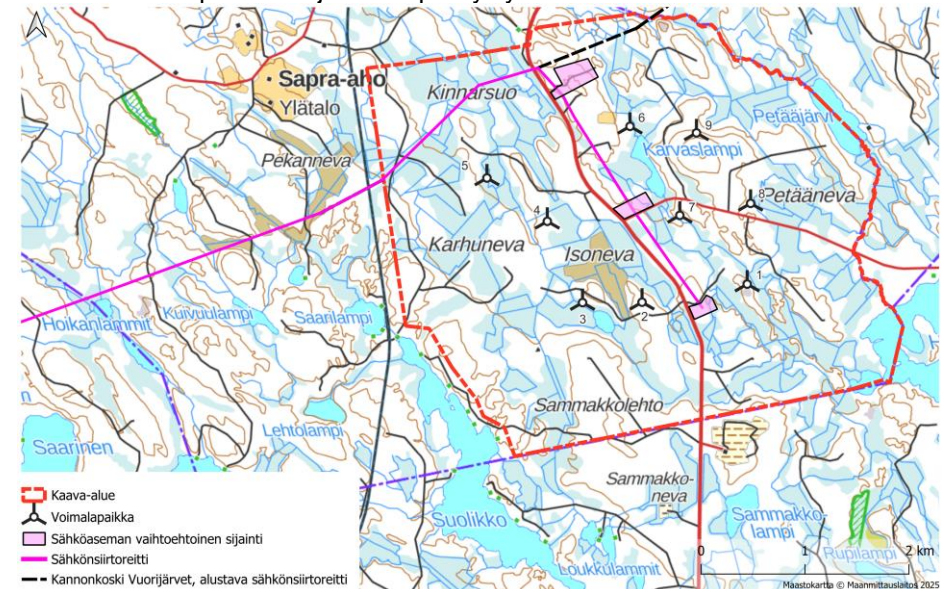 Sapra-aho
Ylätalo
Kinnarsuo
Pekanneva
Petääjärvi
Karväslampi
Petääneva
Karhuneva
Isoneva
6
9
5
8
4
7
1
3
2
Hoikanlammit
Kuivuulampi
Saarilampi
Lehtolampi
Saarinen
Sammakkolehto
Sammakko-
neva
Suolikko
Sammakko-
lampi
Rupilampi
Loukkulammit
Kaava-alue
Voimalapaikka
Sähköaseman vaihtoehtoinen sijainti
Sähkönsiirtoreitti
Kannonkoski Vuorijärvet, alustava sähkönsiirtoreitti
0 1 2 km
Maastokartta © Maanmittauslaitos 2025